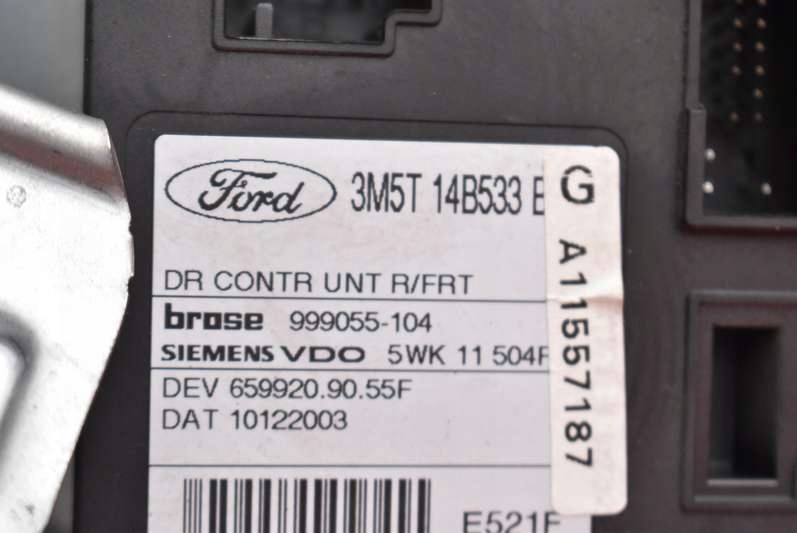 Ford 3M5T 14B533
DR CONTR UNT R/FRT
brose 999055-104
SIEMENS VDO 5WK 11 504F
DEV 659920.90.55F
DAT 10122003
G A11557187